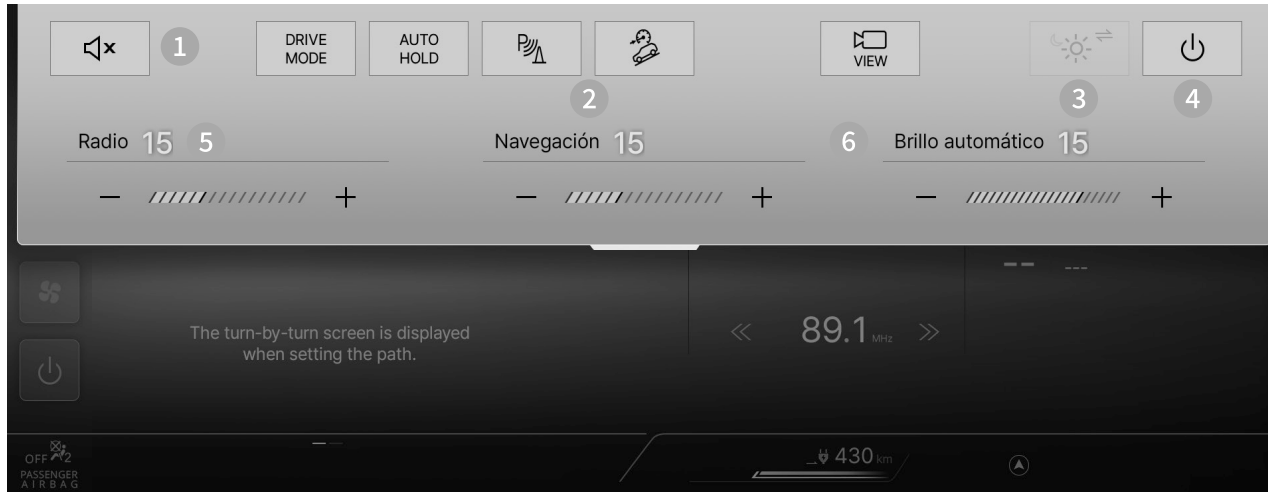 1
DRIVE
MODE
AUTO
HOLD
P
VIEW
2
3
4
Radio 15 5
Navegación 15
6 Brillo automático 15
-- ---
The turn-by-turn screen is displayed
when setting the path.
89.1 MHz
OFF 2
PASSENGER
AIRBAG
430 km